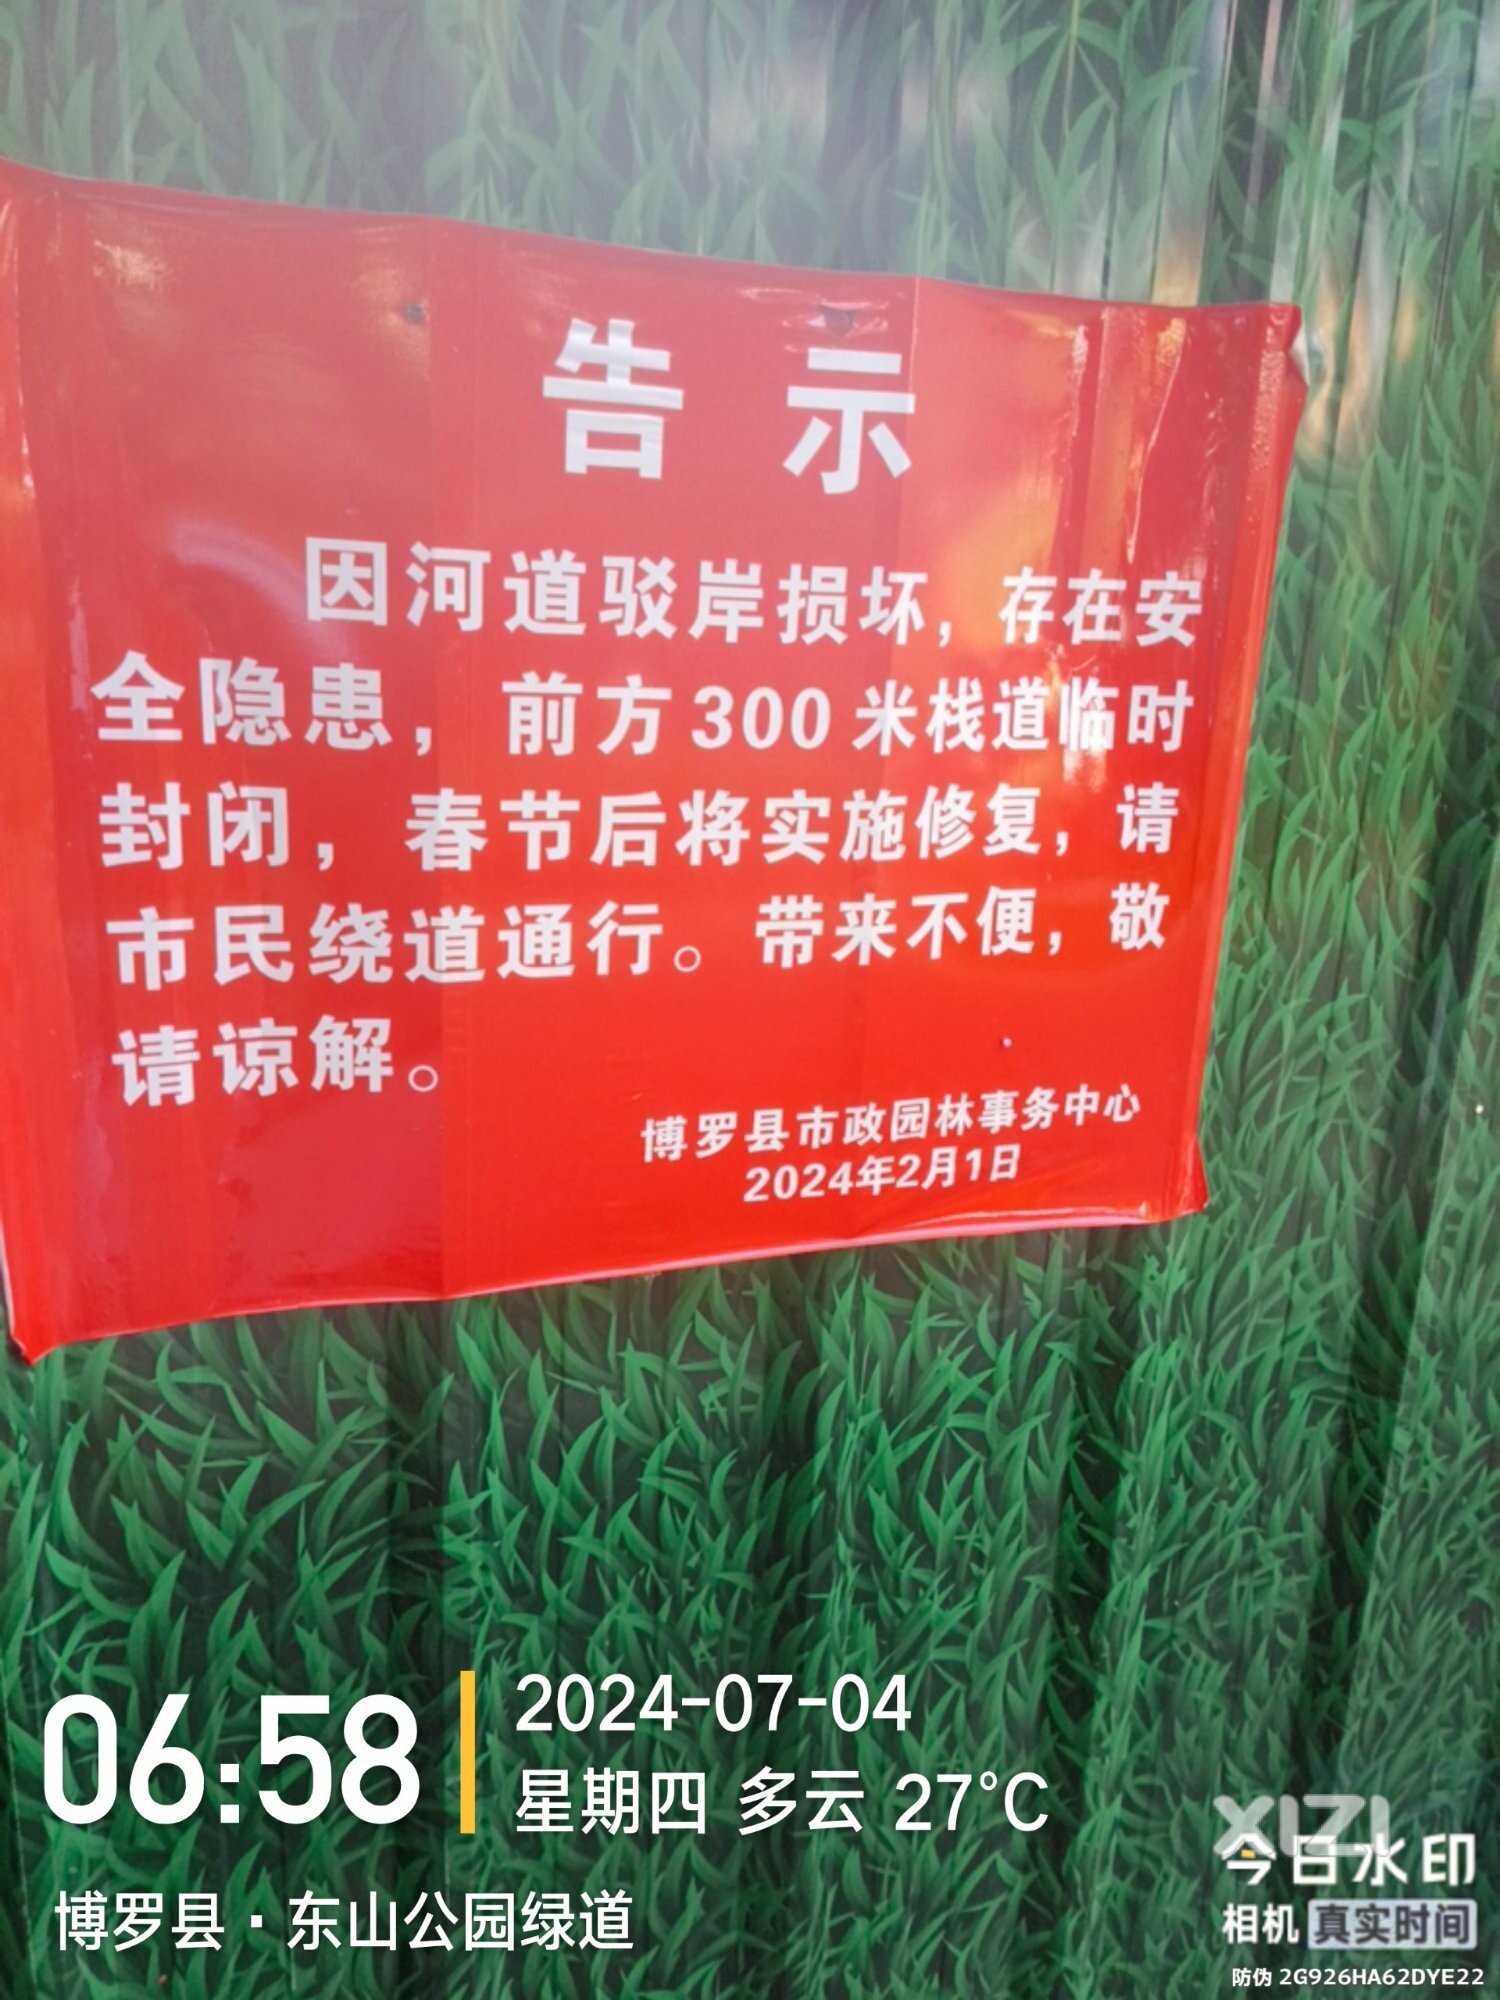 告示
因河道驳岸损坏，存在安
全隐患，前方300米栈道临时
封闭，春节后将实施修复，请
市民绕道通行。带来不便，敬
请谅解。
博罗县市政园林事务中心
2024年2月1日
06:58
2024-07-04
星期四 多云 27°C
博罗县·东山公园绿道
XIZI
今日水印
相机 真实时间
防伪 2G926HA62DYE22